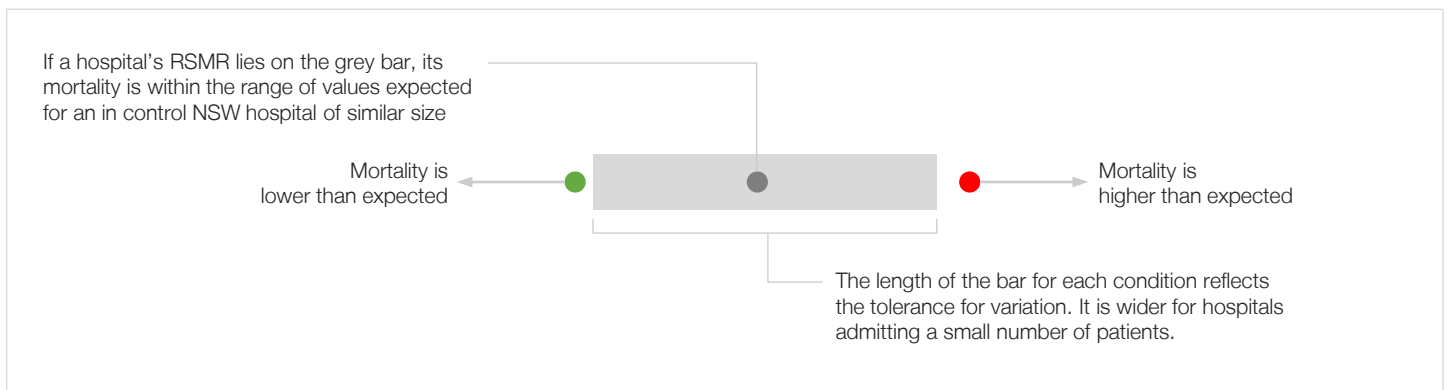 If a hospital's RSMR lies on the grey bar, its
mortality is within the range of values expected
for an in control NSW hospital of similar size
Mortality is
lower than expected
Mortality is
higher than expected
The length of the bar for each condition reflects
the tolerance for variation. It is wider for hospitals
admitting a small number of patients.